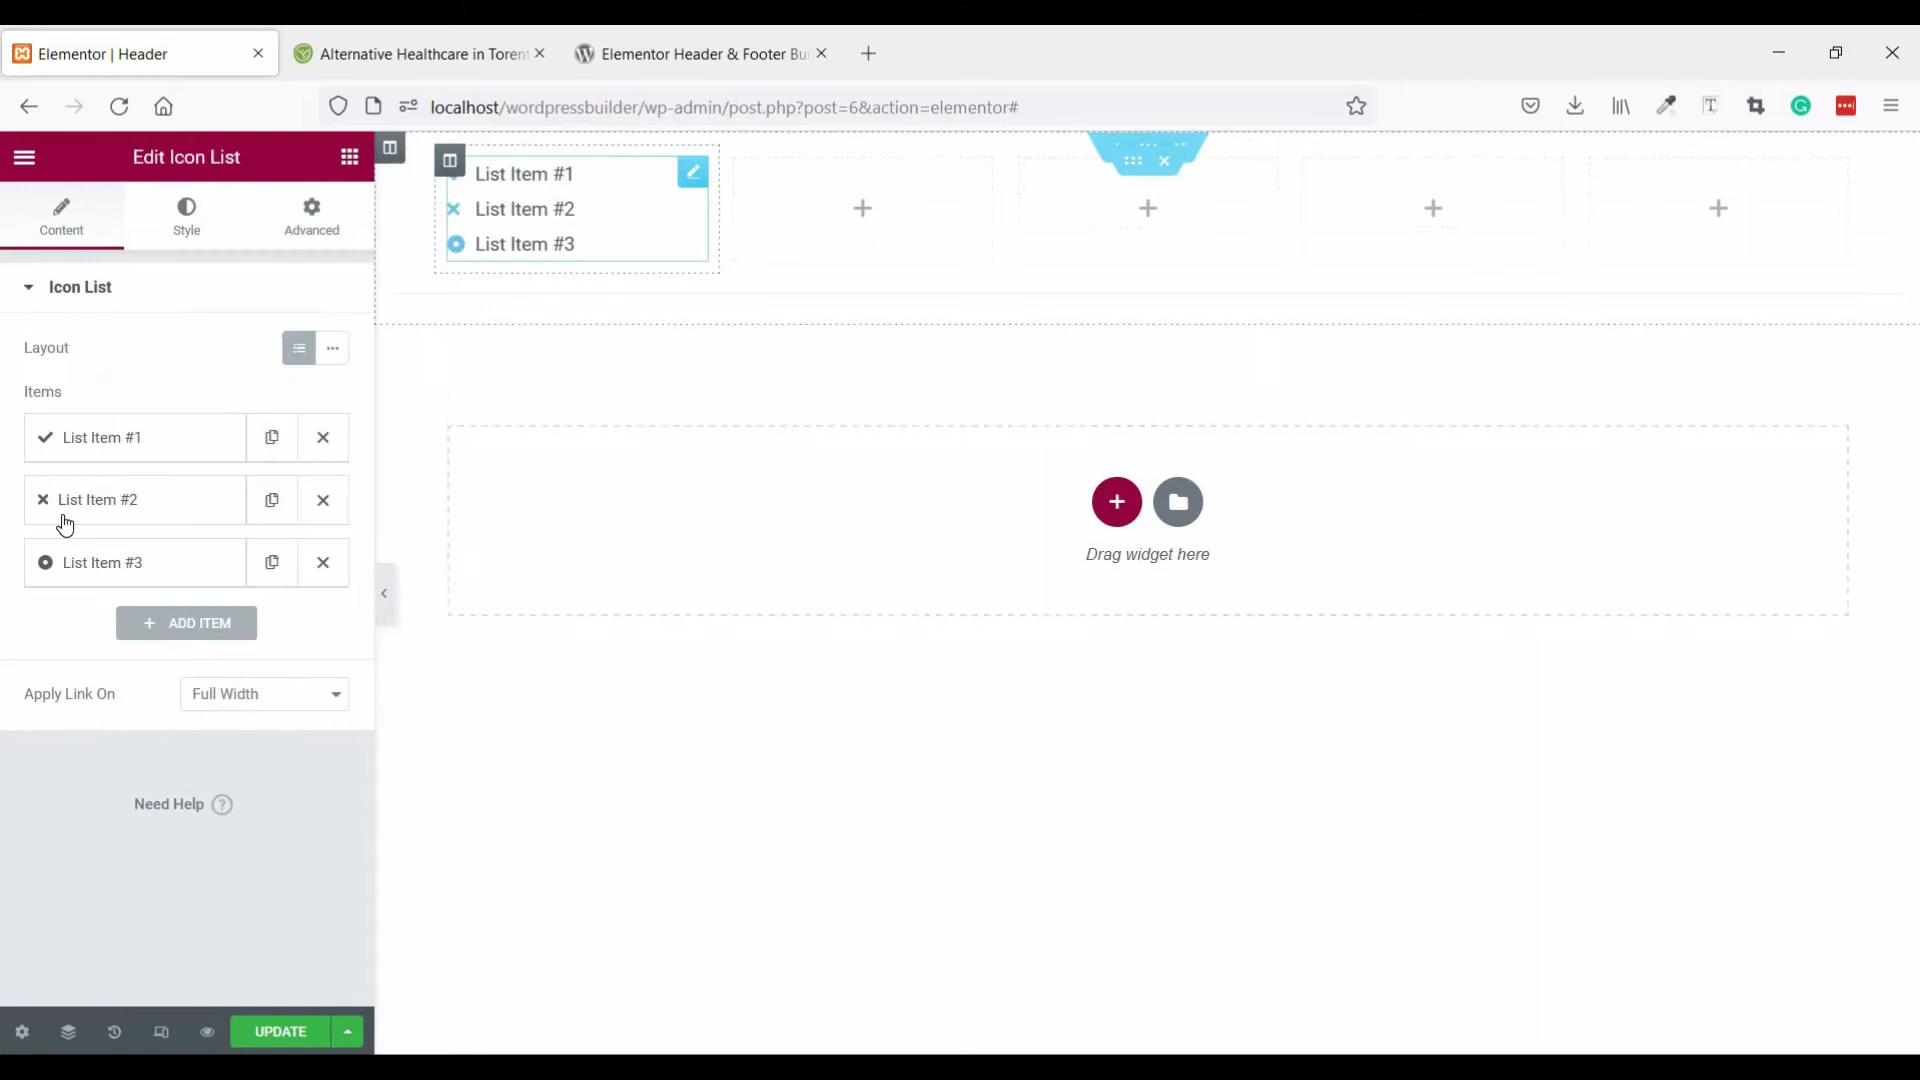 Elementor | Header
Alternative Healthcare in Torent
Elementor Header & Footer Bu
localhost/wordpressbuilder/wp-admin/post.php?post=6&action=elementor#
Edit Icon List
Content
Style
Advanced
Icon List
Layout
Items
List Item #1
List Item #2
List Item #3
+ ADD ITEM
Apply Link On
Full Width
Need Help ?
UPDATE
List Item #1
List Item #2
List Item #3
Drag widget here